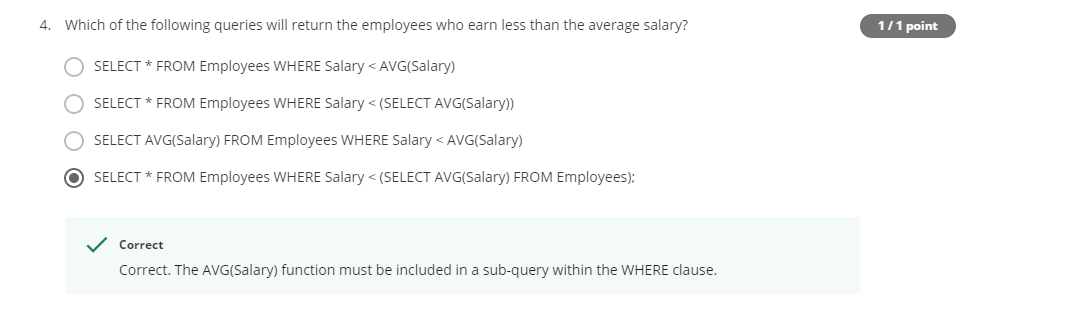 4. Which of the following queries will return the employees who earn less than the average salary?
1 / 1 point
SELECT * FROM Employees WHERE Salary < AVG(Salary)
SELECT * FROM Employees WHERE Salary < (SELECT AVG(Salary))
SELECT AVG(Salary) FROM Employees WHERE Salary < AVG(Salary)
SELECT * FROM Employees WHERE Salary < (SELECT AVG(Salary) FROM Employees);
Correct
Correct. The AVG(Salary) function must be included in a sub-query within the WHERE clause.